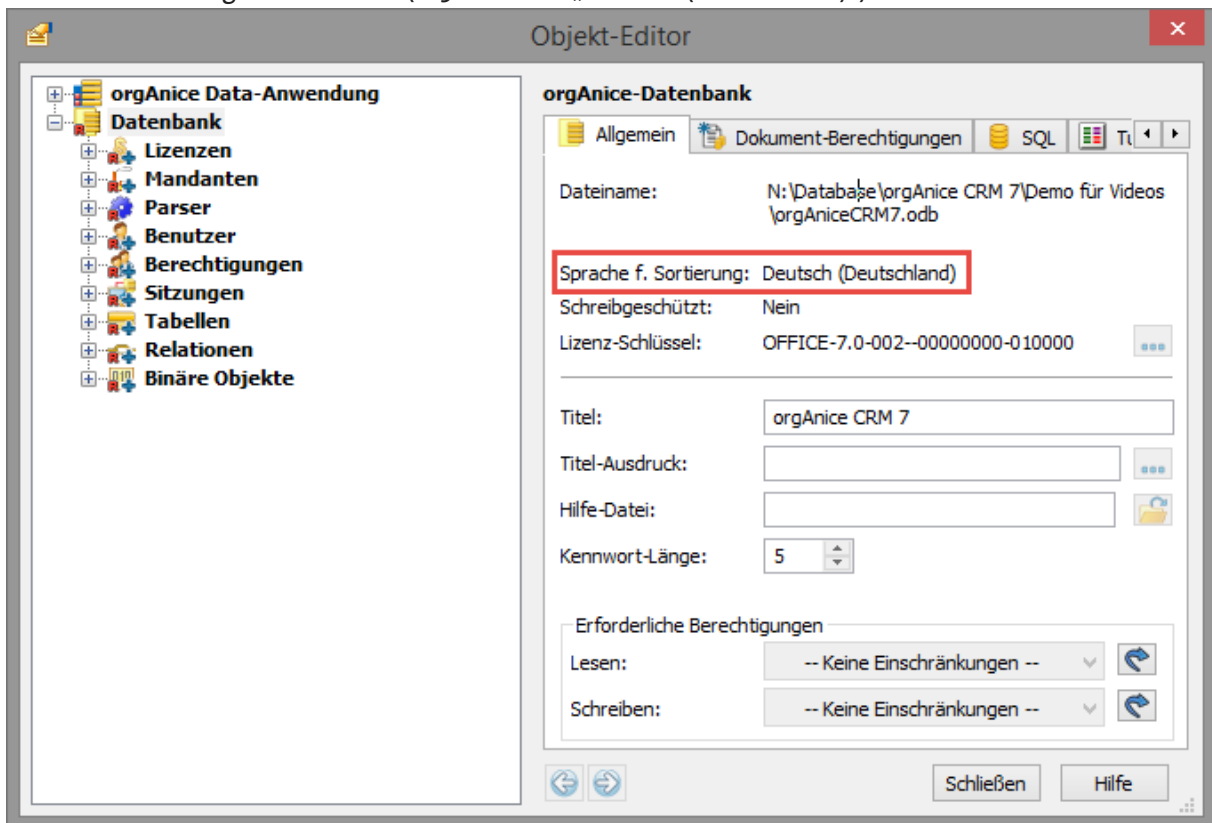 Objekt-Editor
orgAnice Data-Anwendung
Datenbank
Lizenzen
Mandanten
Parser
Benutzer
Berechtigungen
Sitzungen
Tabellen
Relationen
Binäre Objekte
orgAnice-Datenbank
Allgemein Dokument-Berechtigungen SQL
Dateiname: N:\Database\orgAnice CRM 7\Demo für Videos
\orgAniceCRM7.odb
Sprache f. Sortierung: Deutsch (Deutschland)
Schreibgeschützt: Nein
Lizenz-Schlüssel: OFFICE-7.0-002--00000000-010000
Titel: orgAnice CRM 7
Titel-Ausdruck:
Hilfe-Datei:
Kennwort-Länge: 5
Erforderliche Berechtigungen
Lesen: -- Keine Einschränkungen --
Schreiben: -- Keine Einschränkungen --
Schließen Hilfe